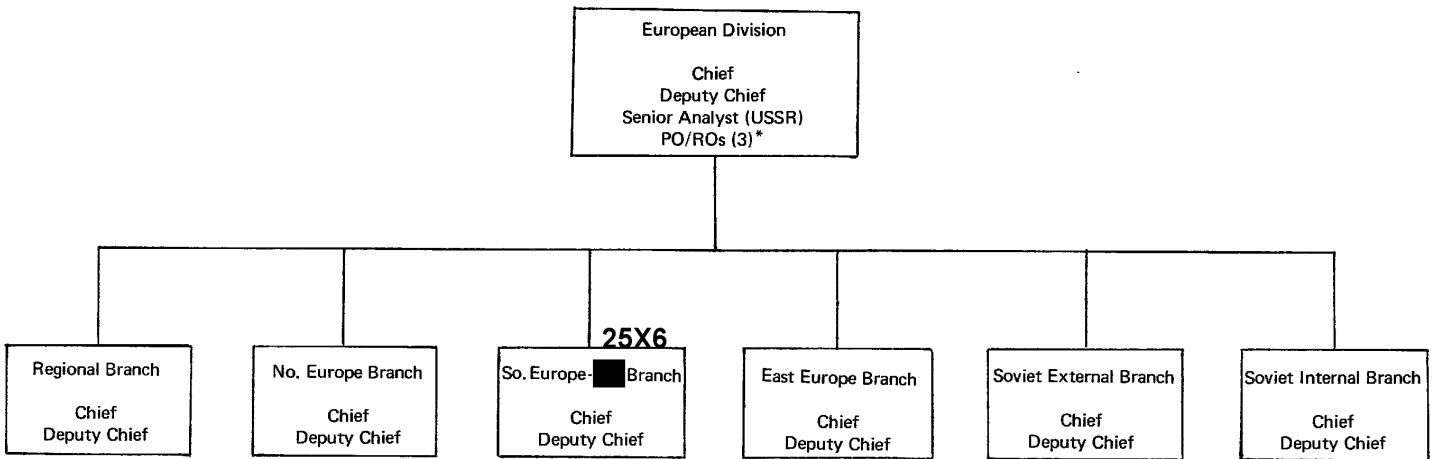 European Division
Chief
Deputy Chief
Senior Analyst (USSR)
PO/ROs (3)*
25X6
Regional Branch
Chief
Deputy Chief
No. Europe Branch
Chief
Deputy Chief
So. Europe- Branch
Chief
Deputy Chief
East Europe Branch
Chief
Deputy Chief
Soviet External Branch
Chief
Deputy Chief
Soviet Internal Branch
Chief
Deputy Chief